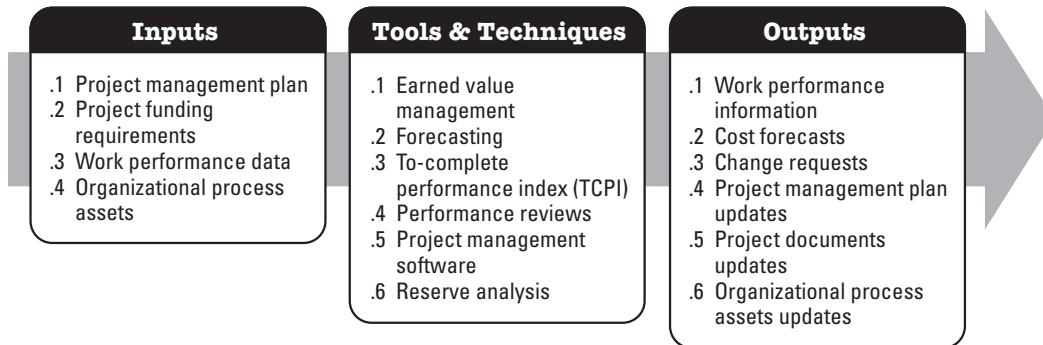 Inputs
.1 Project management plan
.2 Project funding
requirements
.3 Work performance data
.4 Organizational process
assets
Tools & Techniques
.1 Earned value
management
.2 Forecasting
.3 To-complete
performance index (TCPI)
.4 Performance reviews
.5 Project management
software
.6 Reserve analysis
Outputs
.1 Work performance
information
.2 Cost forecasts
.3 Change requests
.4 Project management plan
updates
.5 Project documents
updates
.6 Organizational process
assets updates